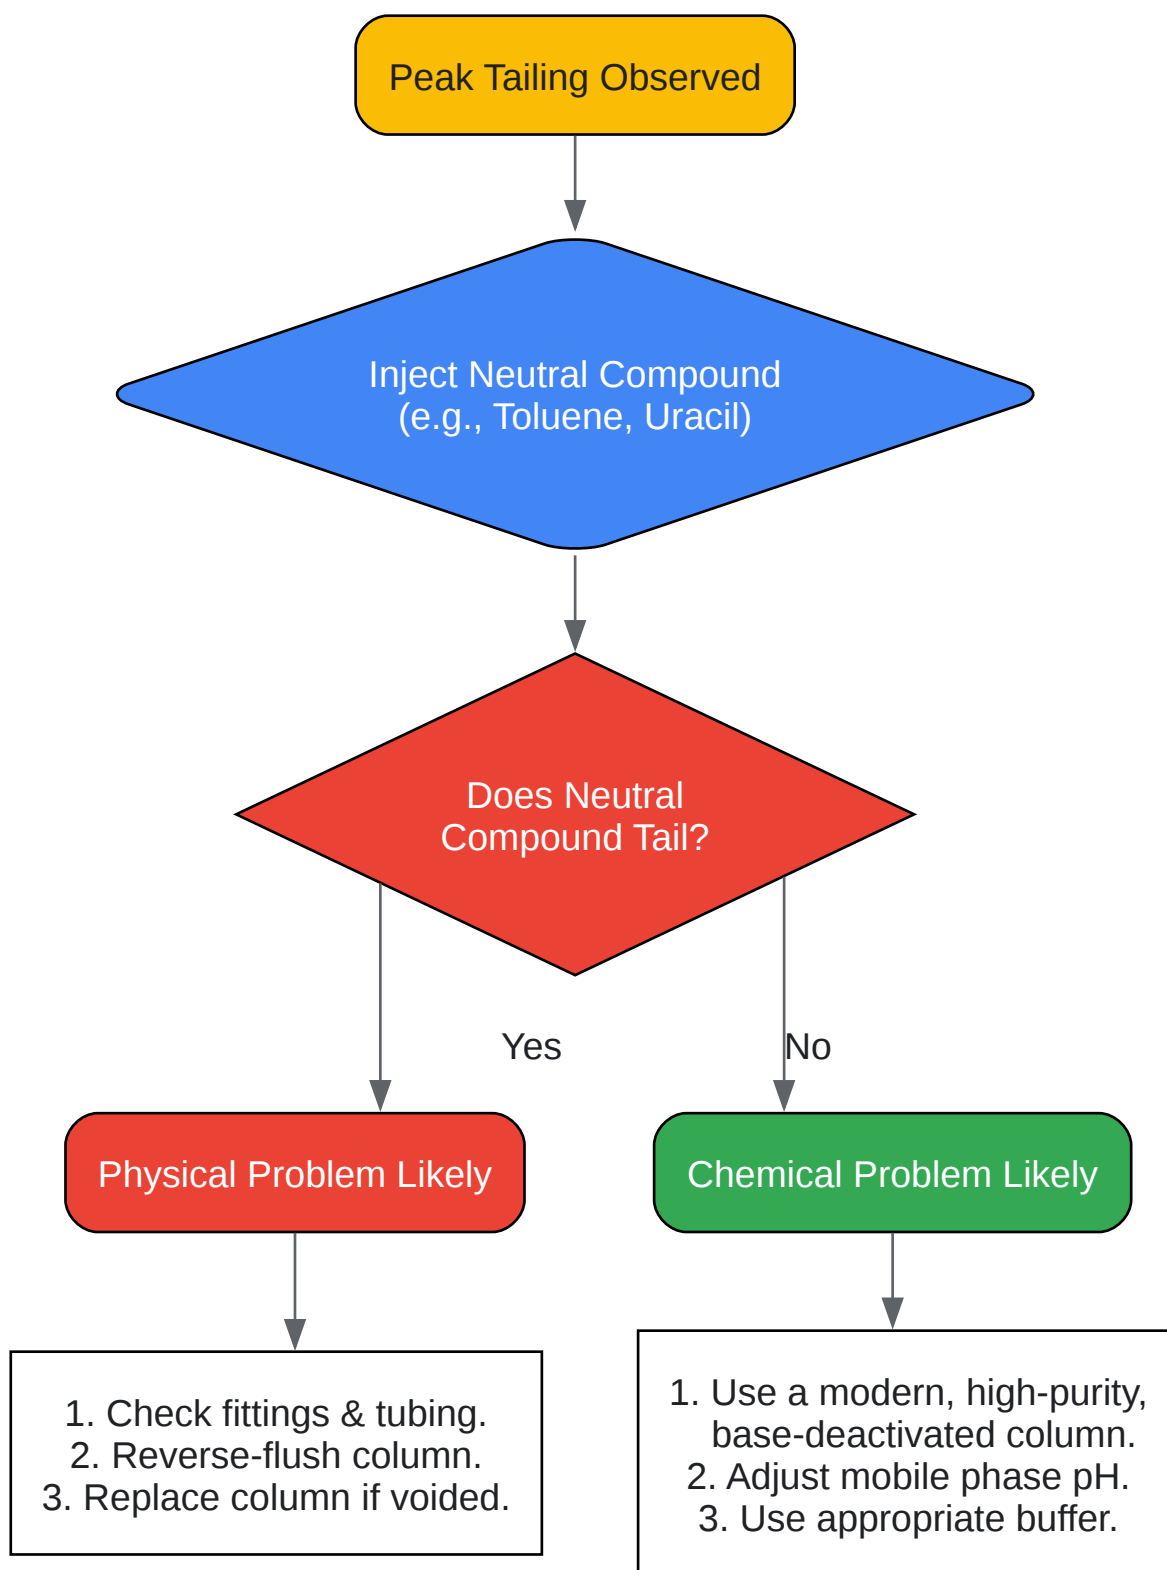 Peak Tailing Observed
Inject Neutral Compound
(e.g., Toluene, Uracil)
Does Neutral
Compound Tail?
Yes
No
Physical Problem Likely
Chemical Problem Likely
1. Check fittings & tubing.
2. Reverse-flush column.
3. Replace column if voided.
1. Use a modern, high-purity,
base-deactivated column.
2. Adjust mobile phase pH.
3. Use appropriate buffer.